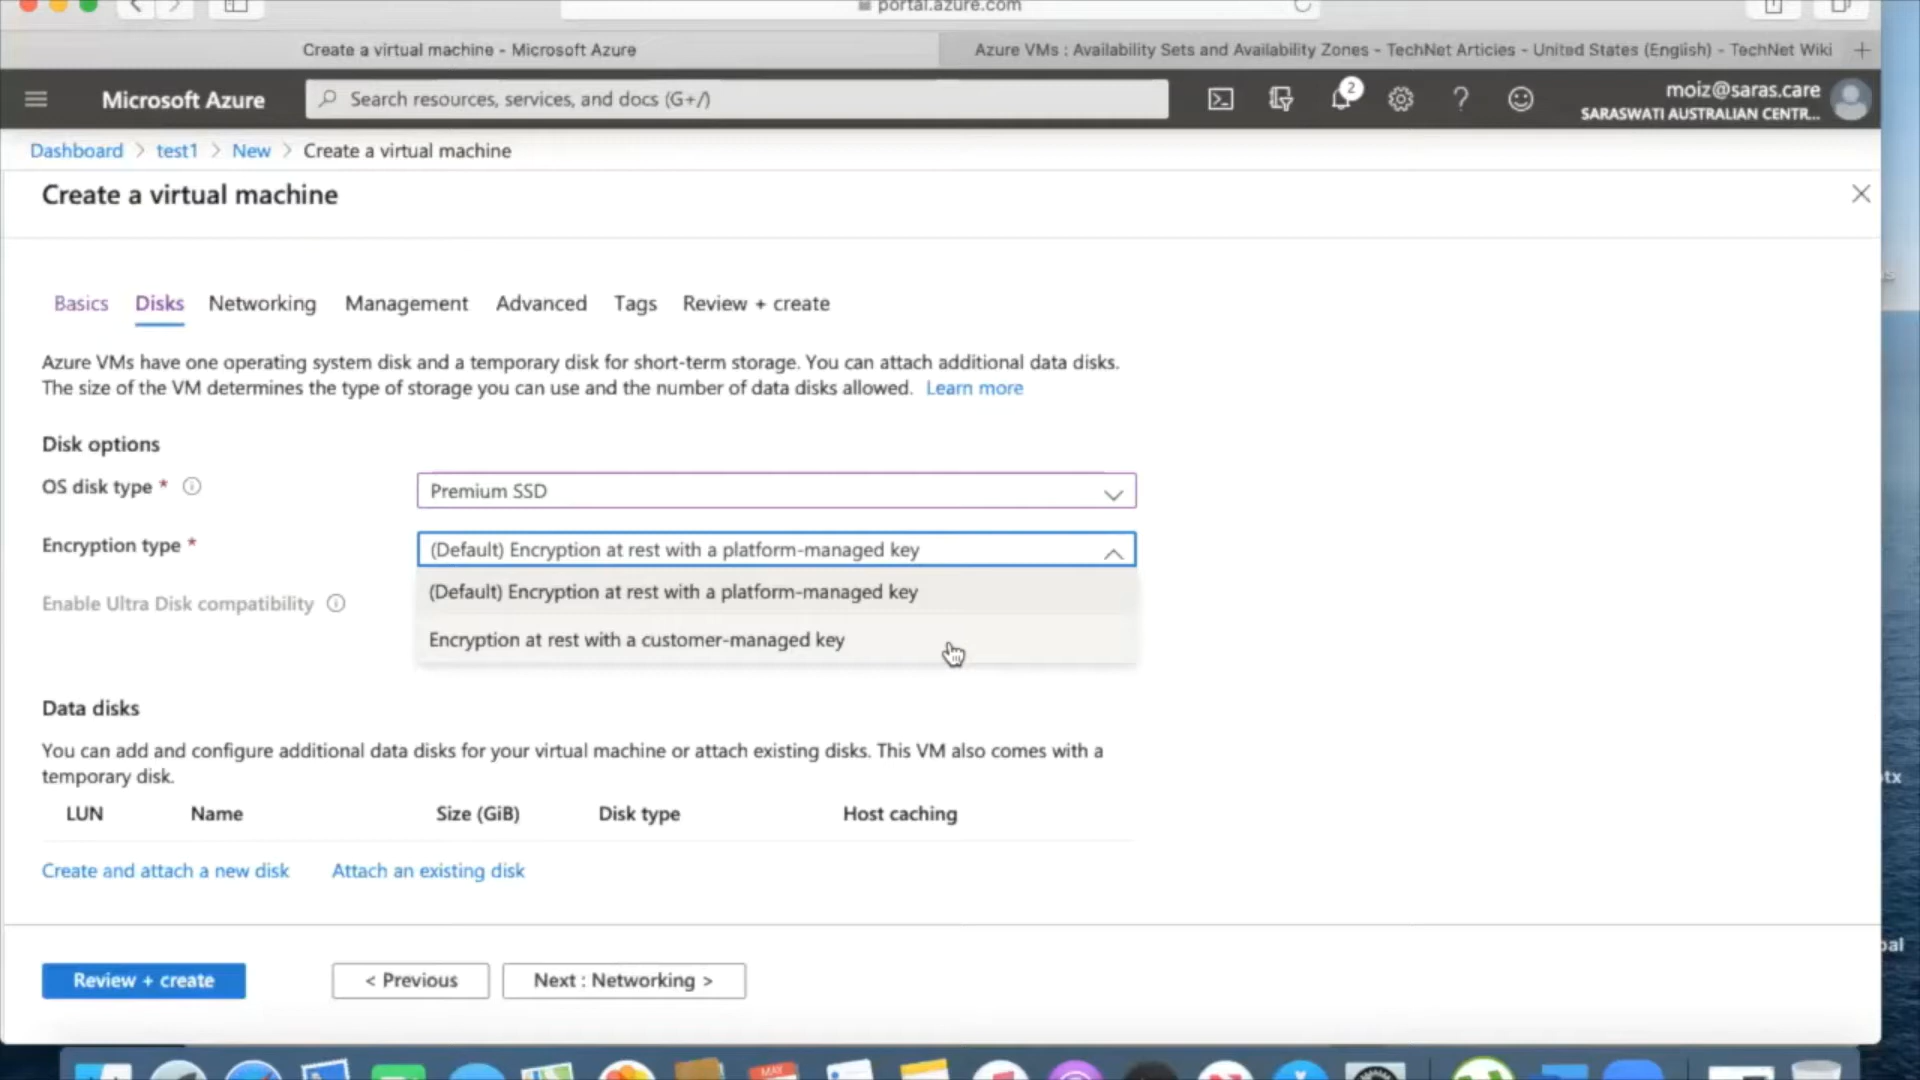 portal.azure.com
Create a virtual machine - Microsoft Azure
Azure VMs : Availability Sets and Availability Zones - TechNet Articles - United States (English) - TechNet Wiki
Microsoft Azure
Search resources, services, and docs (G+/)
2
moiz@saras.care
SARASWATI AUSTRALIAN CENTR...
Dashboard > test1 > New > Create a virtual machine
Create a virtual machine
Basics Disks Networking Management Advanced Tags Review + create
Azure VMs have one operating system disk and a temporary disk for short-term storage. You can attach additional data disks.
The size of the VM determines the type of storage you can use and the number of data disks allowed. Learn more
Disk options
OS disk type *
Premium SSD
Encryption type *
(Default) Encryption at rest with a platform-managed key
(Default) Encryption at rest with a platform-managed key
Enable Ultra Disk compatibility
Encryption at rest with a customer-managed key
Data disks
You can add and configure additional data disks for your virtual machine or attach existing disks. This VM also comes with a
temporary disk.
LUN Name Size (GiB) Disk type Host caching
Create and attach a new disk Attach an existing disk
Review + create < Previous Next : Networking >
MAY